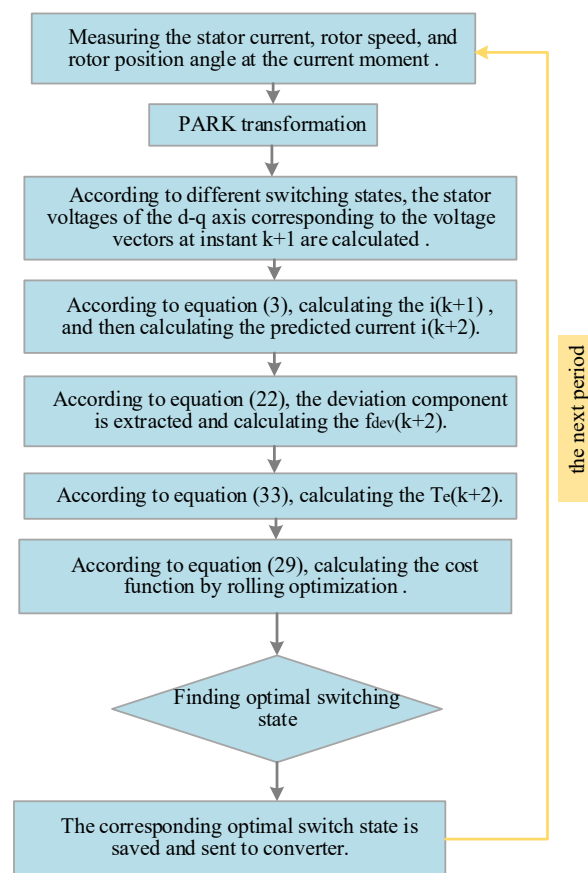 Measuring the stator current, rotor speed, and
rotor position angle at the current moment .
PARK transformation
According to different switching states, the stator
voltages of the d-q axis corresponding to the voltage
vectors at instant k+1 are calculated .
According to equation (3), calculating the i(k+1) ,
and then calculating the predicted current i(k+2).
According to equation (22), the deviation component
is extracted and calculating the fdev(k+2).
According to equation (33), calculating the Te(k+2).
According to equation (29), calculating the cost
function by rolling optimization .
Finding optimal switching
state
The corresponding optimal switch state is
saved and sent to converter.
the next period